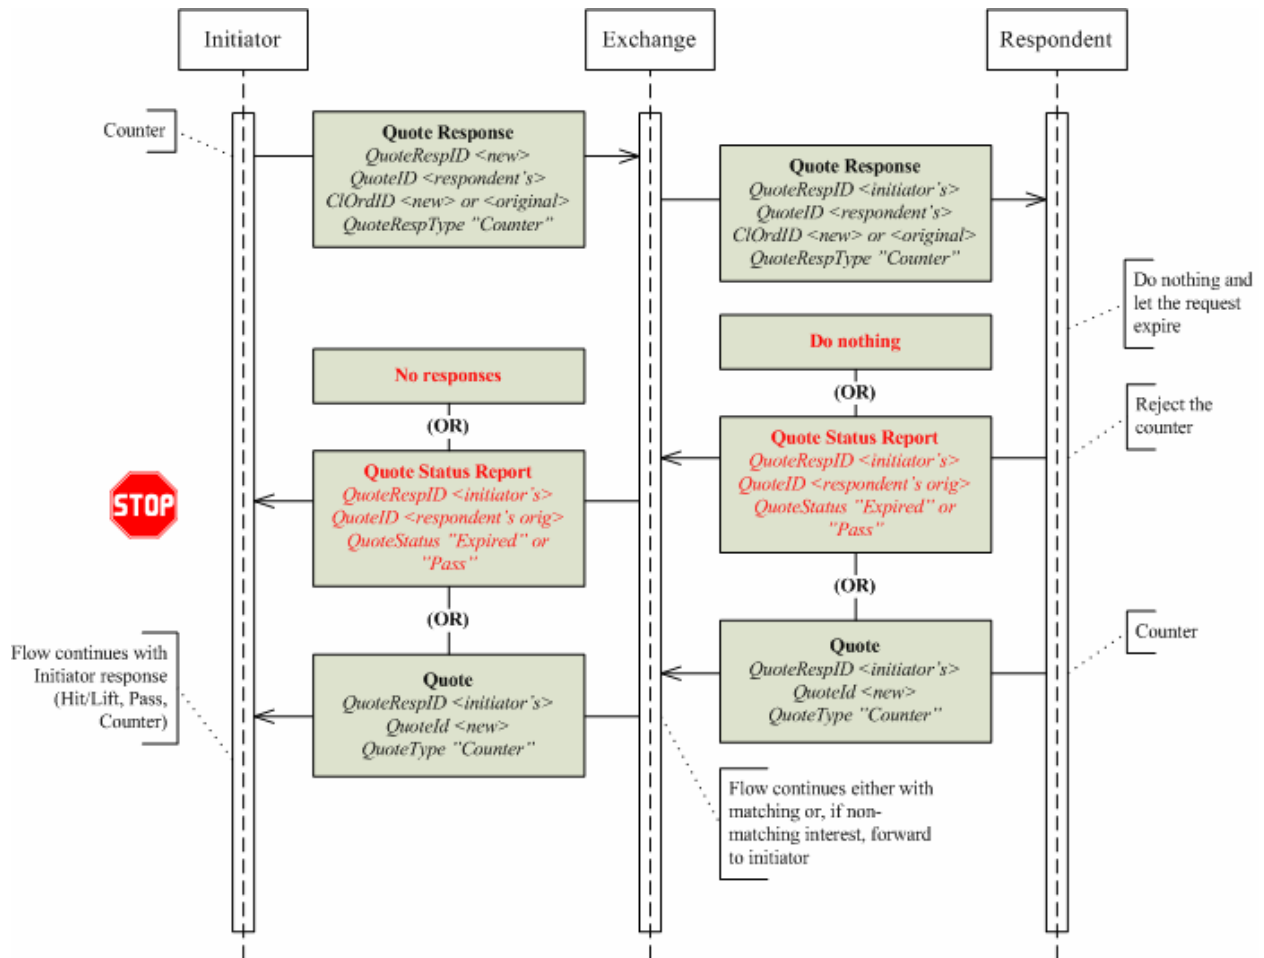 Initiator
Exchange
Respondent
Counter
Quote Response
QuoteRespID <new>
QuoteID <respondent's>
ClOrdID <new> or <original>
QuoteRespType "Counter"
Quote Response
QuoteRespID <initiator's>
QuoteID <respondent's>
ClOrdID <new> or <original>
QuoteRespType "Counter"
Do nothing and
let the request
expire
Do nothing
No responses
(OR)
(OR)
Reject the
counter
Quote Status Report
QuoteRespID <initiator's>
QuoteID <respondent's orig>
QuoteStatus "Expired" or
"Pass"
STOP
Quote Status Report
QuoteRespID <initiator's>
QuoteID <respondent's orig>
QuoteStatus "Expired" or
"Pass"
(OR)
(OR)
Counter
Quote
QuoteRespID <initiator's>
QuoteId <new>
QuoteType "Counter"
Flow continues with
Initiator response
(Hit/Lift, Pass,
Counter)
Quote
QuoteRespID <initiator's>
QuoteId <new>
QuoteType "Counter"
Flow continues either with
matching or, if non-
matching interest, forward
to initiator